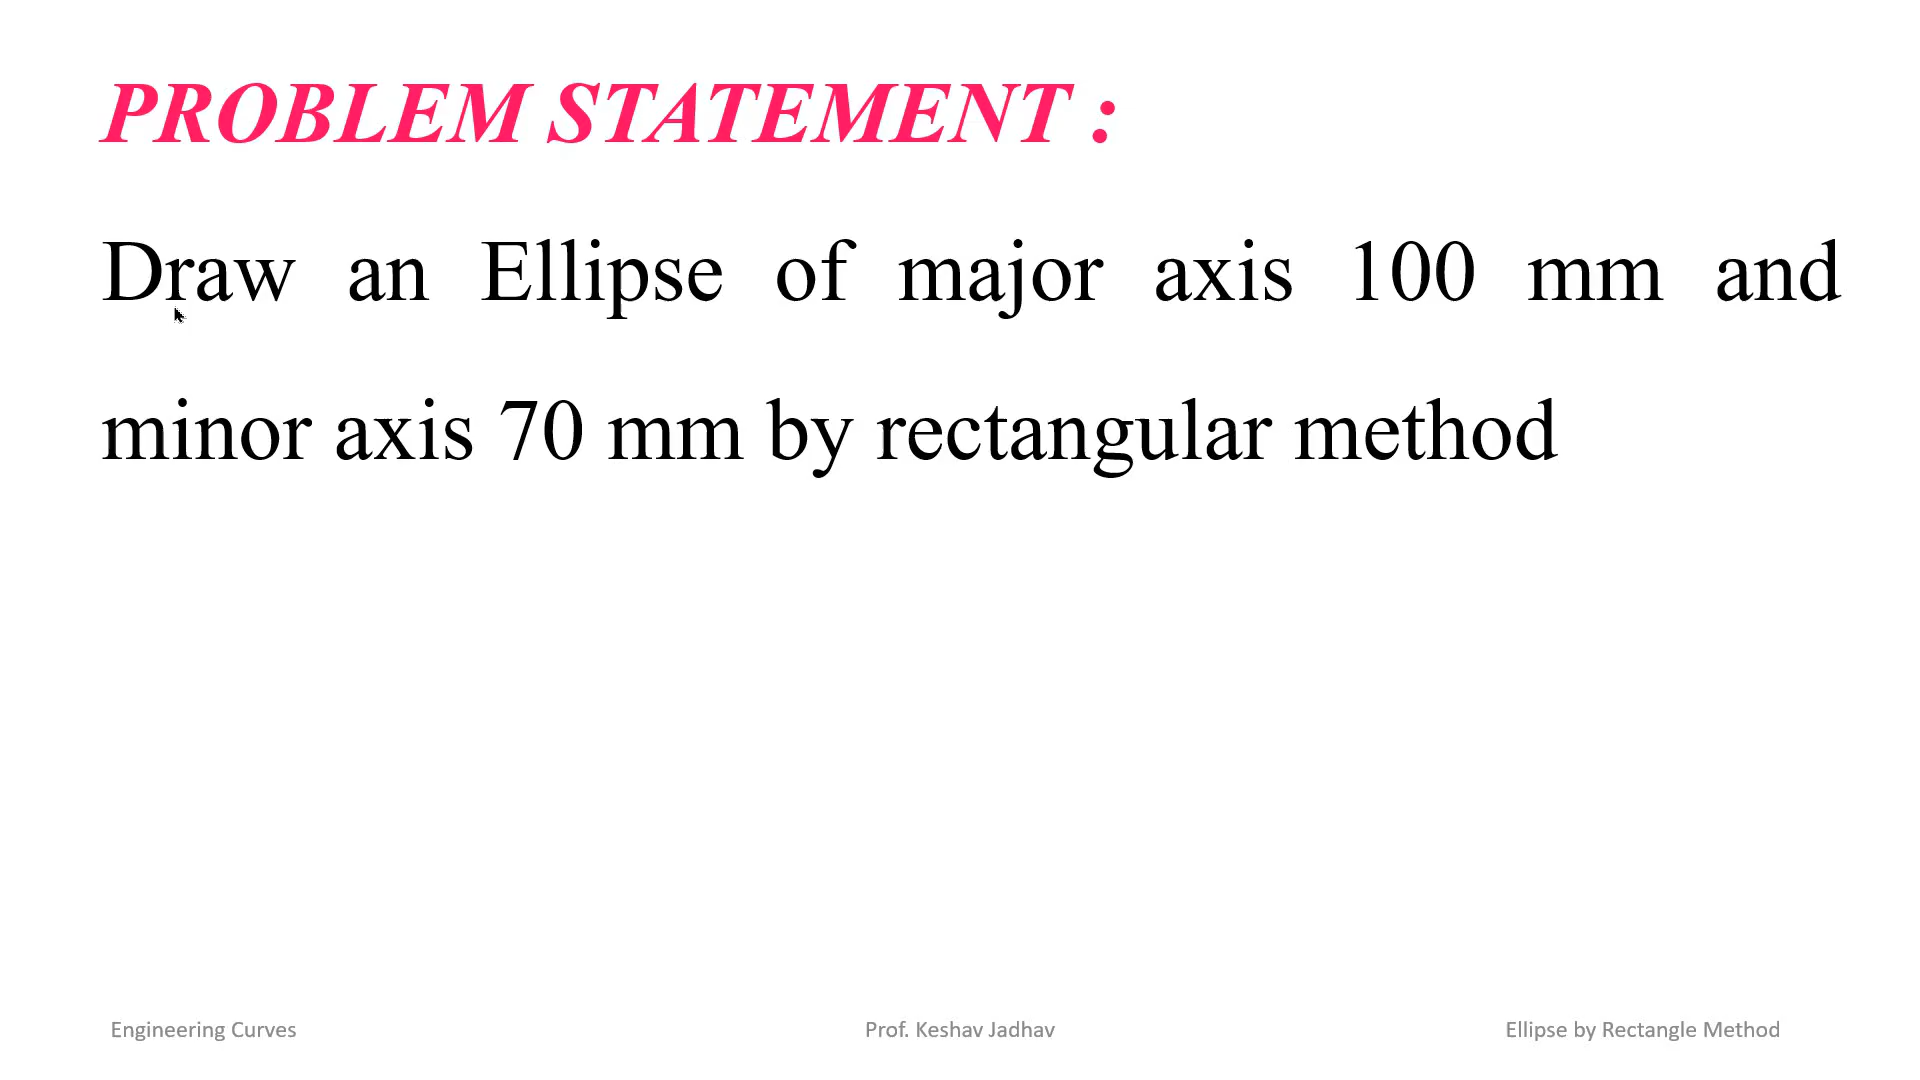 PROBLEM STATEMENT :
Draw an Ellipse of major axis 100 mm and
minor axis 70 mm by rectangular method
Engineering Curves
Prof. Keshav Jadhav
Ellipse by Rectangle Method